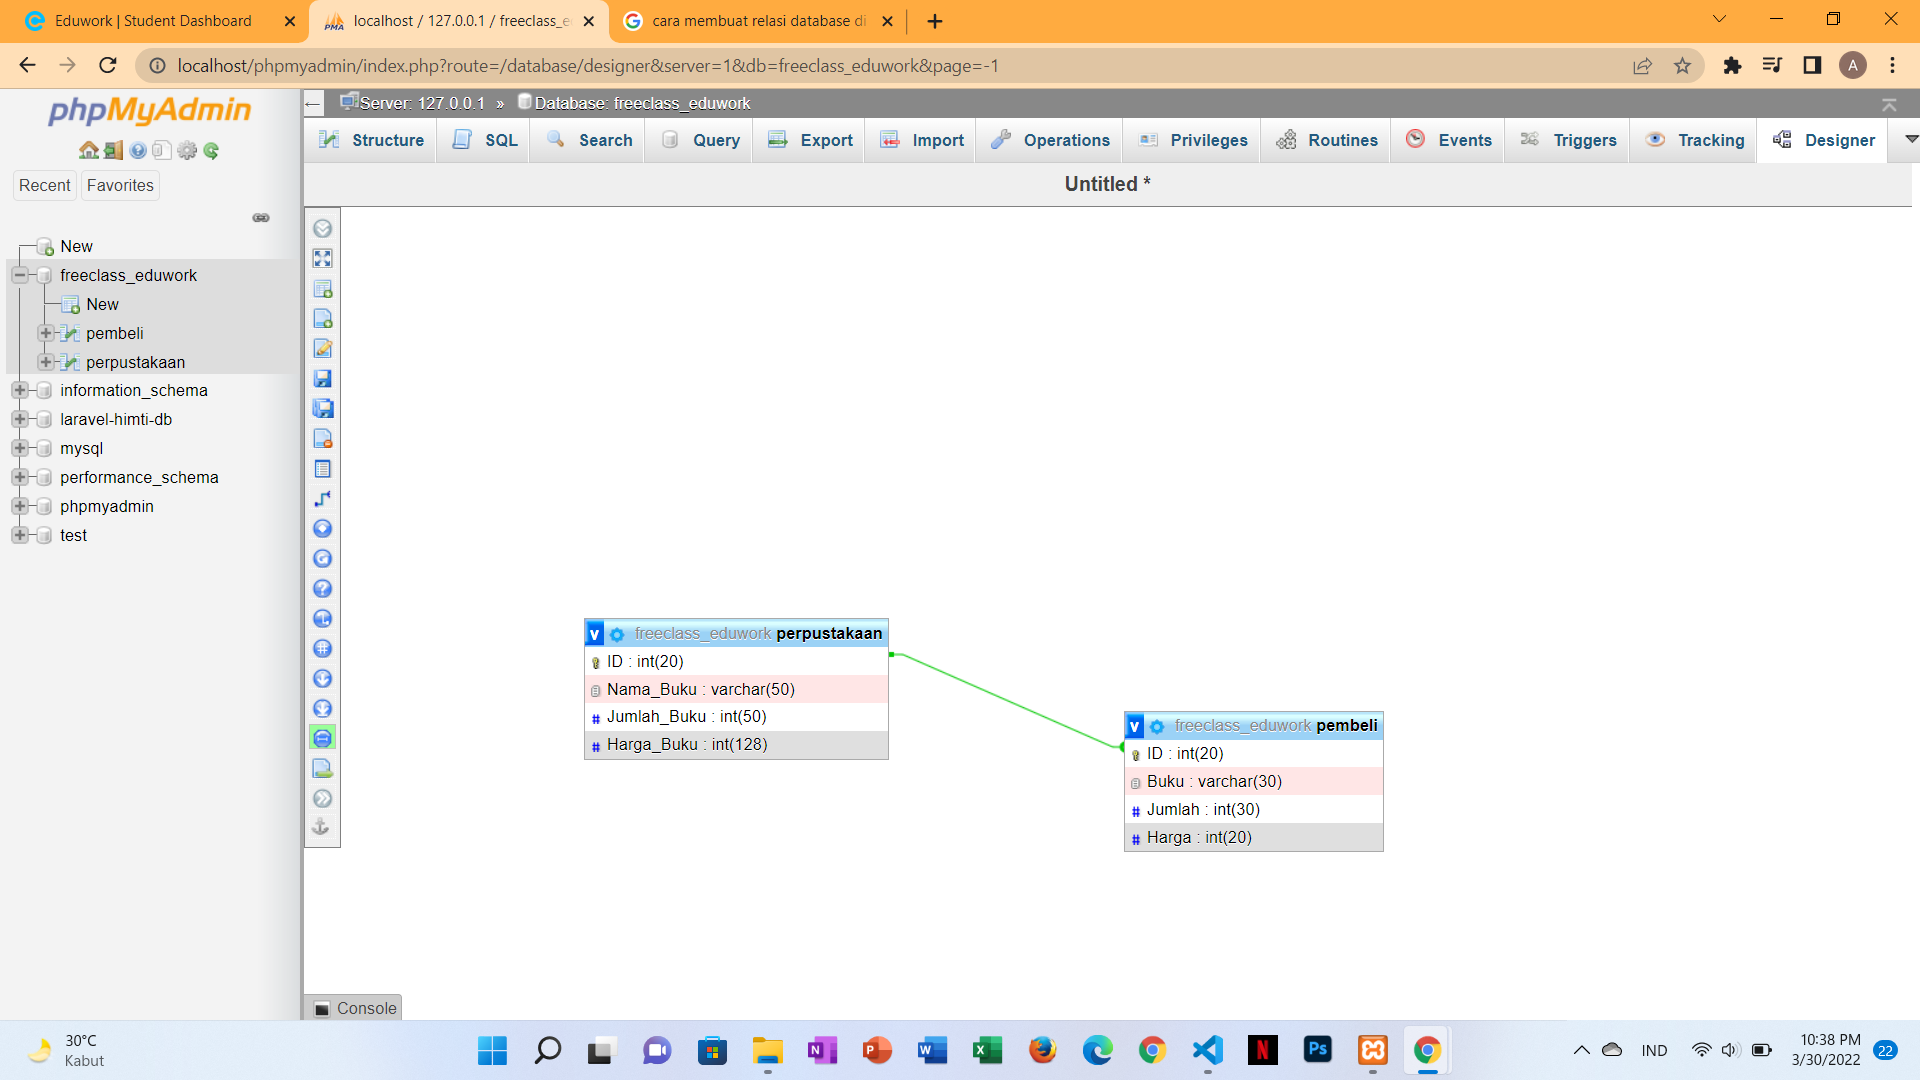 Eduwork | Student Dashboard
localhost / 127.0.0.1 / freeclass_e
cara membuat relasi database di
localhost/phpmyadmin/index.php?route=/database/designer&server=1&db=freeclass_eduwork&page=-1
A
phpMyAdmin
Recent
Favorites
New
freeclass_eduwork
New
pembeli
perpustakaan
information_schema
laravel-himti-db
mysql
performance_schema
phpmyadmin
test
Server: 127.0.0.1 » Database: freeclass_eduwork
Structure
SQL
Search
Query
Export
Import
Operations
Privileges
Routines
Events
Triggers
Tracking
Designer
Untitled *
v freeclass_eduwork perpustakaan
ID : int(20)
Nama_Buku : varchar(50)
# Jumlah_Buku : int(50)
# Harga_Buku : int(128)
v freeclass_eduwork pembeli
ID : int(20)
Buku : varchar(30)
# Jumlah : int(30)
# Harga : int(20)
Console
30°C
Kabut
IND
10:38 PM
3/30/2022
22